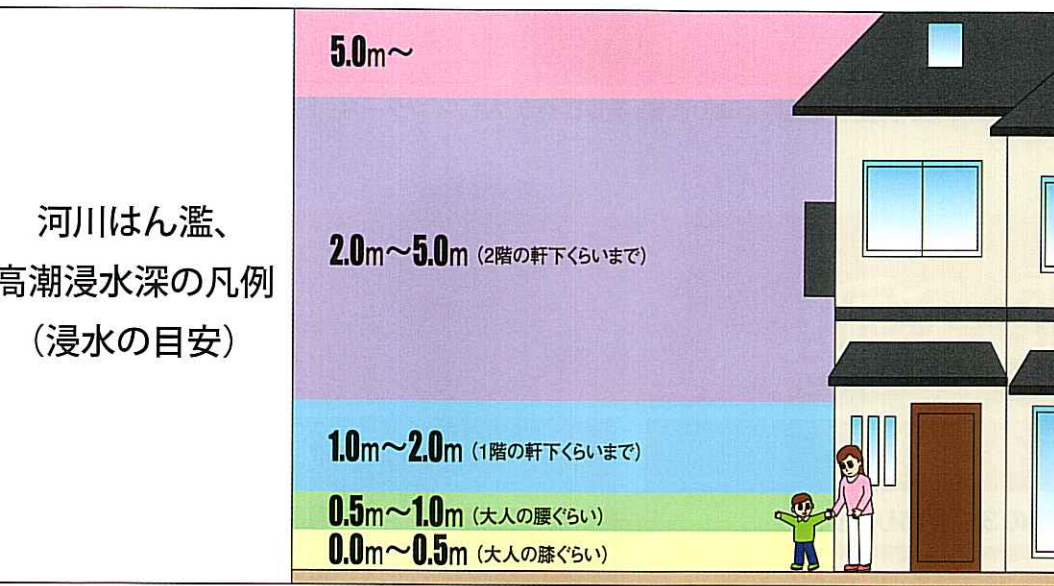 河川はん濫、
高潮浸水深の凡例
（浸水の目安）
5.0m〜
2.0m〜5.0m（2階の軒下くらいまで）
1.0m〜2.0m（1階の軒下くらいまで）
0.5m〜1.0m（大人の腰ぐらい）
0.0m〜0.5m（大人の膝ぐらい）